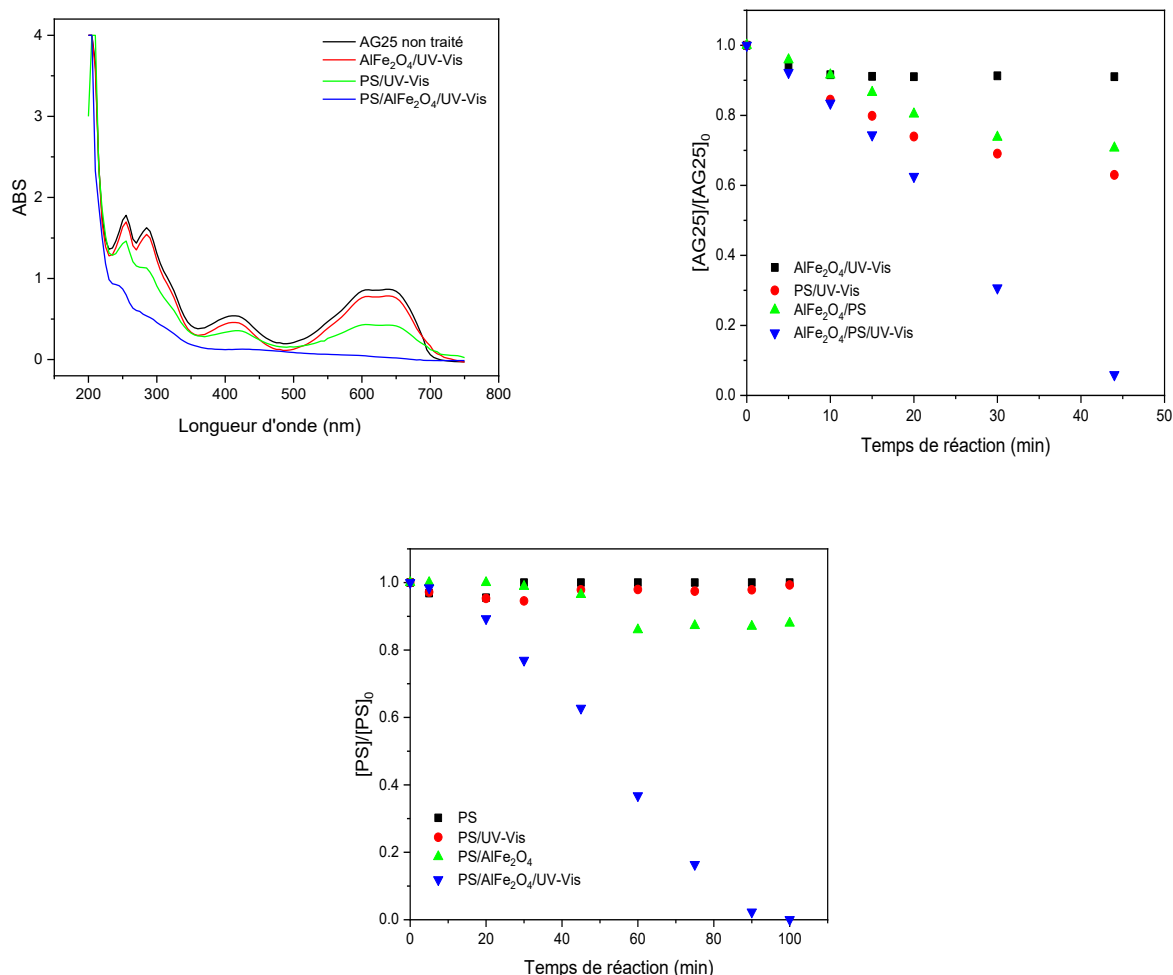 4
3
2
1
0
ABS
200 300 400 500 600 700 800
Longueur d'onde (nm)
AG25 non traité
AlFe₂O₄/UV-Vis
PS/UV-Vis
PS/AlFe₂O₄/UV-Vis
1.0
0.8
0.6
0.4
0.2
0.0
[AG25]/[AG25]₀
AlFe₂O₄/UV-Vis
PS/UV-Vis
AlFe₂O₄/PS
AlFe₂O₄/PS/UV-Vis
0 10 20 30 40 50
Temps de réaction (min)
1.0
0.8
0.6
0.4
0.2
0.0
[PS]/[PS]₀
PS
PS/UV-Vis
PS/AlFe₂O₄
PS/AlFe₂O₄/UV-Vis
0 20 40 60 80 100
Temps de réaction (min)